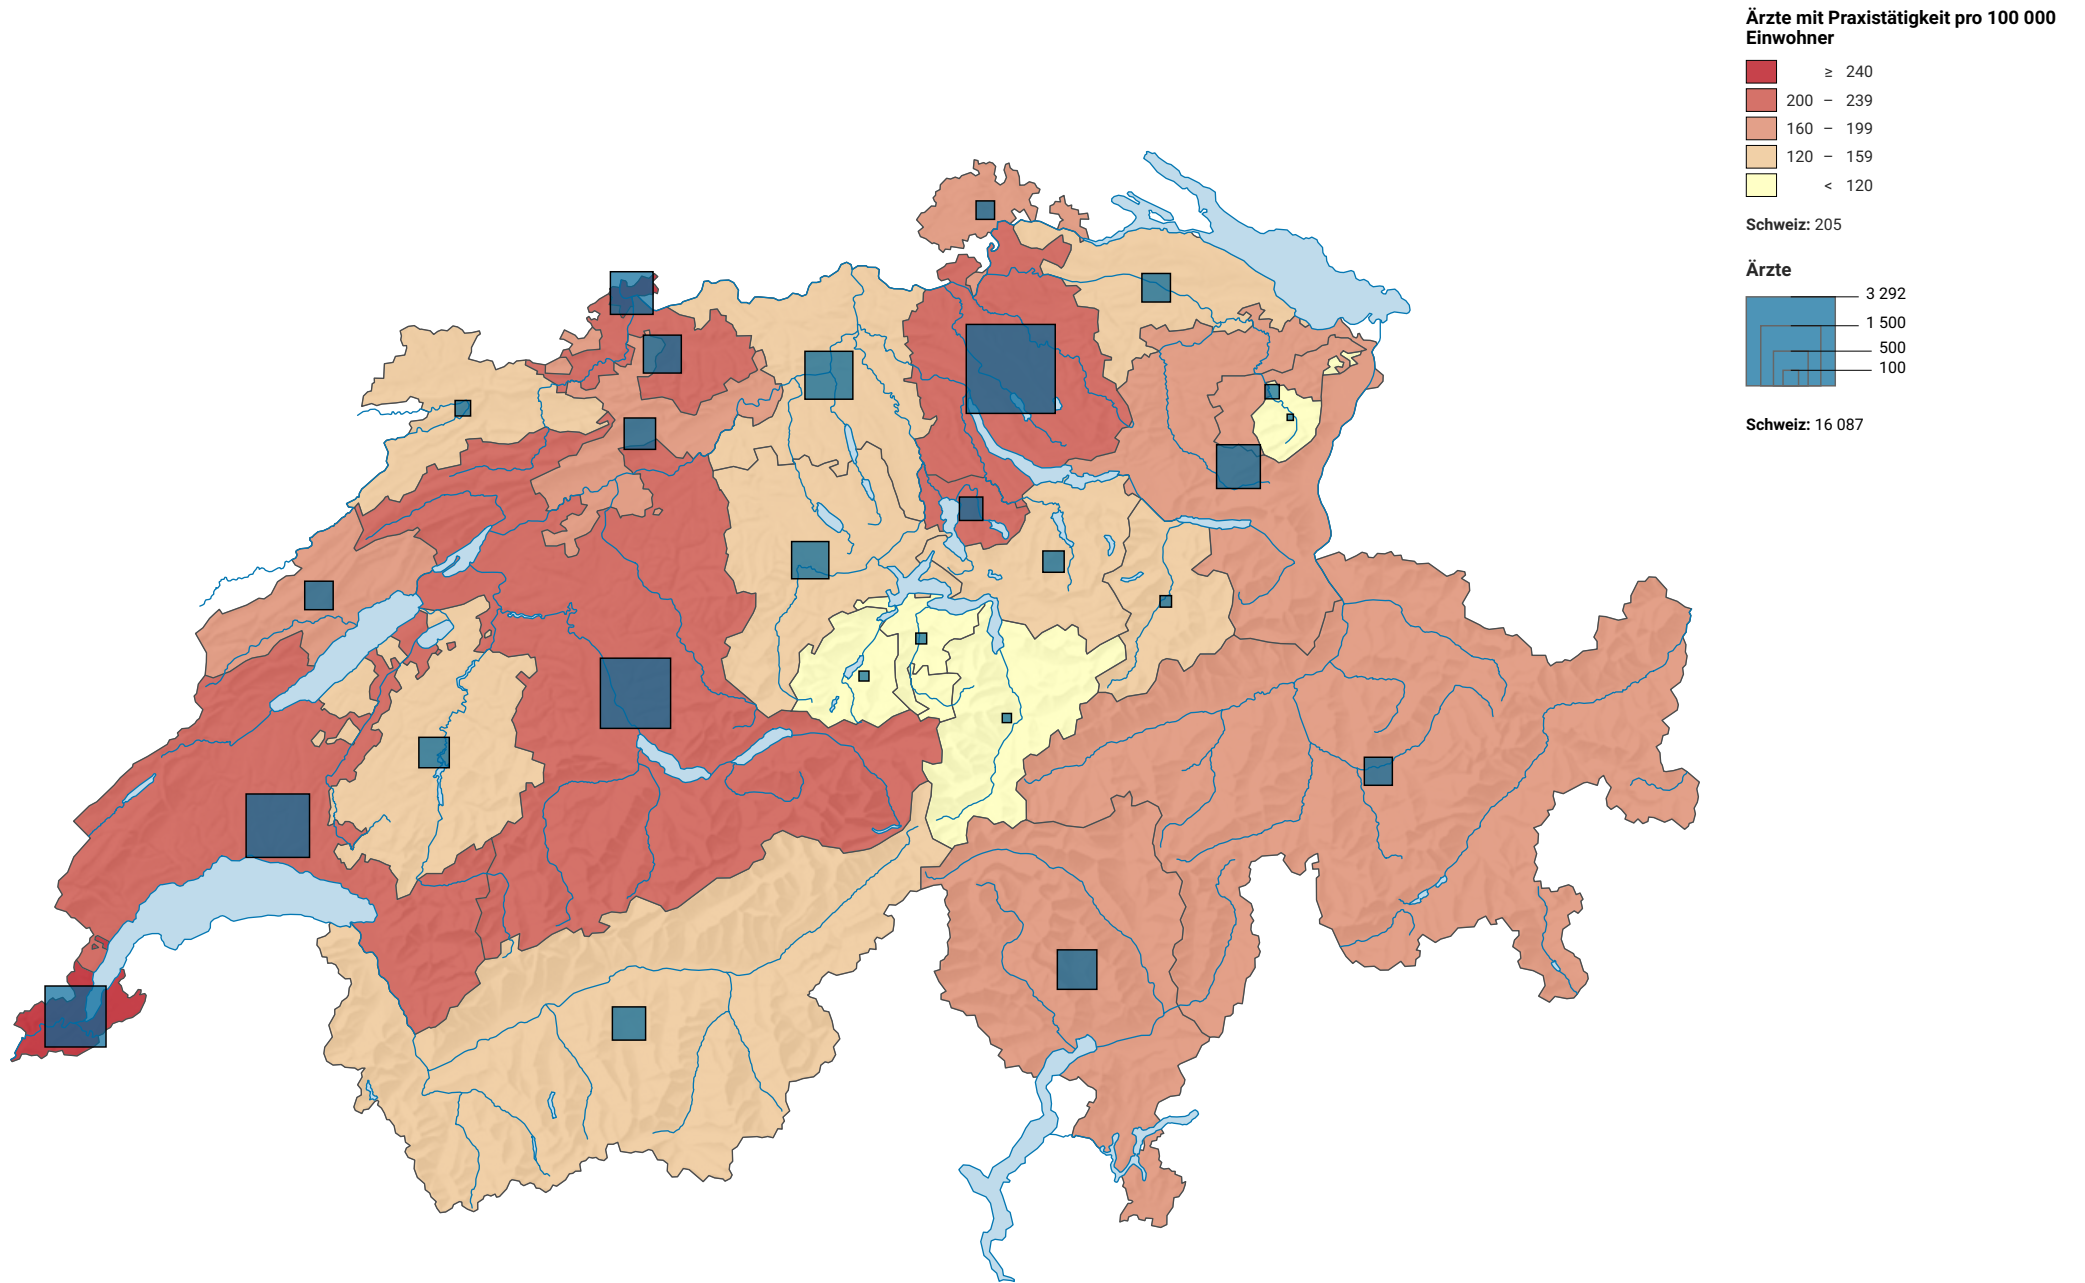 Ärzte mit Praxistätigkeit pro 100 000
Einwohner
≥ 240
200 – 239
160 – 199
120 – 159
< 120
Schweiz: 205
Ärzte
3 292
1 500
500
100
Schweiz: 16 087